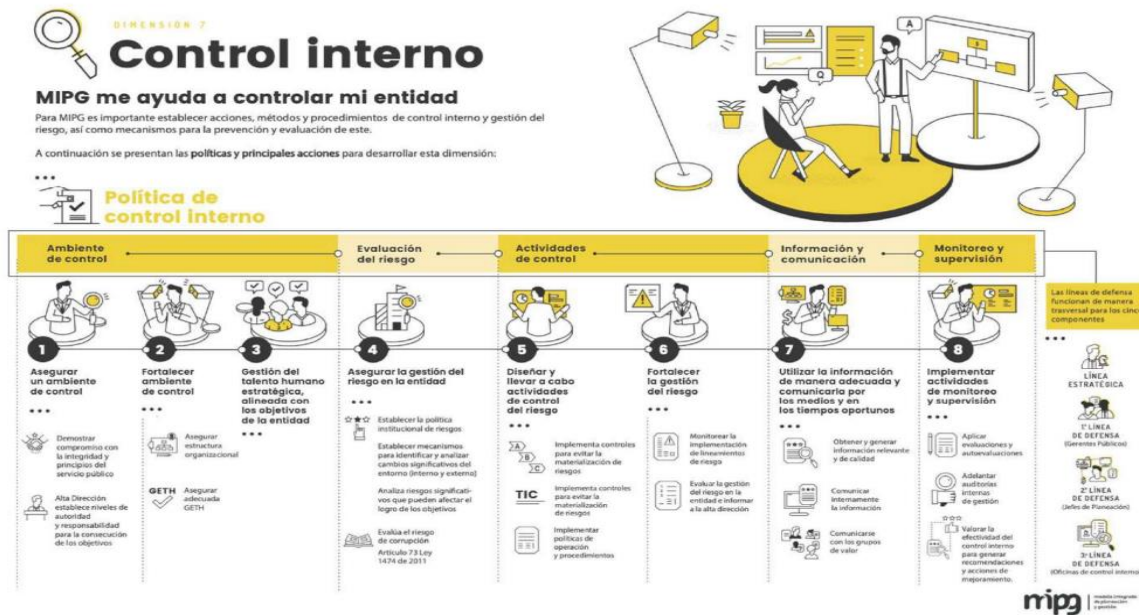 DIMENSIÓN 7
Control interno
MIPG me ayuda a controlar mi entidad
Para MIPG es importante establecer acciones, métodos y procedimientos de control interno y gestión del
riesgo, así como mecanismos para la prevención y evaluación de este.
A continuación se presentan las políticas y principales acciones para desarrollar esta dimensión:
Q
A
Política de
control interno
Ambiente
de control
Evaluación
del riesgo
Actividades
de control
Información y
comunicación
Monitoreo y
supervisión
Las líneas de defensa
funcionan de manera
trasversal para los cinco
componentes
1
Asegurar
un ambiente
de control
Demostrar
compromiso con
la integridad y
principios del
servicio público
Alta Dirección
establece niveles de
autoridad
y responsabilidad
para la consecución
de los objetivos
2
Fortalecer
ambiente
de control
Asegurar
estructura
organizacional
GETH
Asegurar
adecuada
GETH
3
Gestión del
talento humano
estratégica,
alineada con
los objetivos
de la entidad
4
Asegurar la gestión del
riesgo en la entidad
Establecer la política
institucional de riesgos
Establecer mecanismos
para identificar y analizar
cambios significativos del
entorno (interno y externo)
Analiza riesgos significati-
vos que pueden afectar el
logro de los objetivos
Evalúa el riesgo
de corrupción
Artículo 73 Ley
1474 de 2011
5
Diseñar y
llevar a cabo
actividades
de control
del riesgo
A
B
C
Implementa controles
para evitar la
materialización de
riesgos
TIC
Implementa controles
para evitar la
materialización
de riesgos
Implementar
políticas de
operación
y procedimientos
6
Fortalecer
la gestión
del riesgo
Monitorear la
implementación
de lineamientos
de riesgo
Evaluar la gestión
del riesgo en la
entidad e informar
a la alta dirección
7
Utilizar la información
de manera adecuada y
comunicarla por
los medios y en
los tiempos oportunos
Obtener y generar
información relevante
y de calidad
Comunicar
internamente
la información
Comunicarse
con los grupos
de valor
8
Implementar
actividades
de monitoreo
y supervisión
Aplicar
evaluaciones y
autoevaluaciones
Adelantar
auditorías
internas
de gestión
Valorar la
efectividad del
control interno
para generar
recomendaciones
y acciones de
mejoramiento.
LÍNEA
ESTRATÉGICA
1ª LÍNEA
DE DEFENSA
(Gerentes Públicos)
2ª LÍNEA
DE DEFENSA
(Jefes de Planeación)
3ª LÍNEA
DE DEFENSA
(Oficinas de control interno)
mipg
modelo integrado
de planeación
y gestión